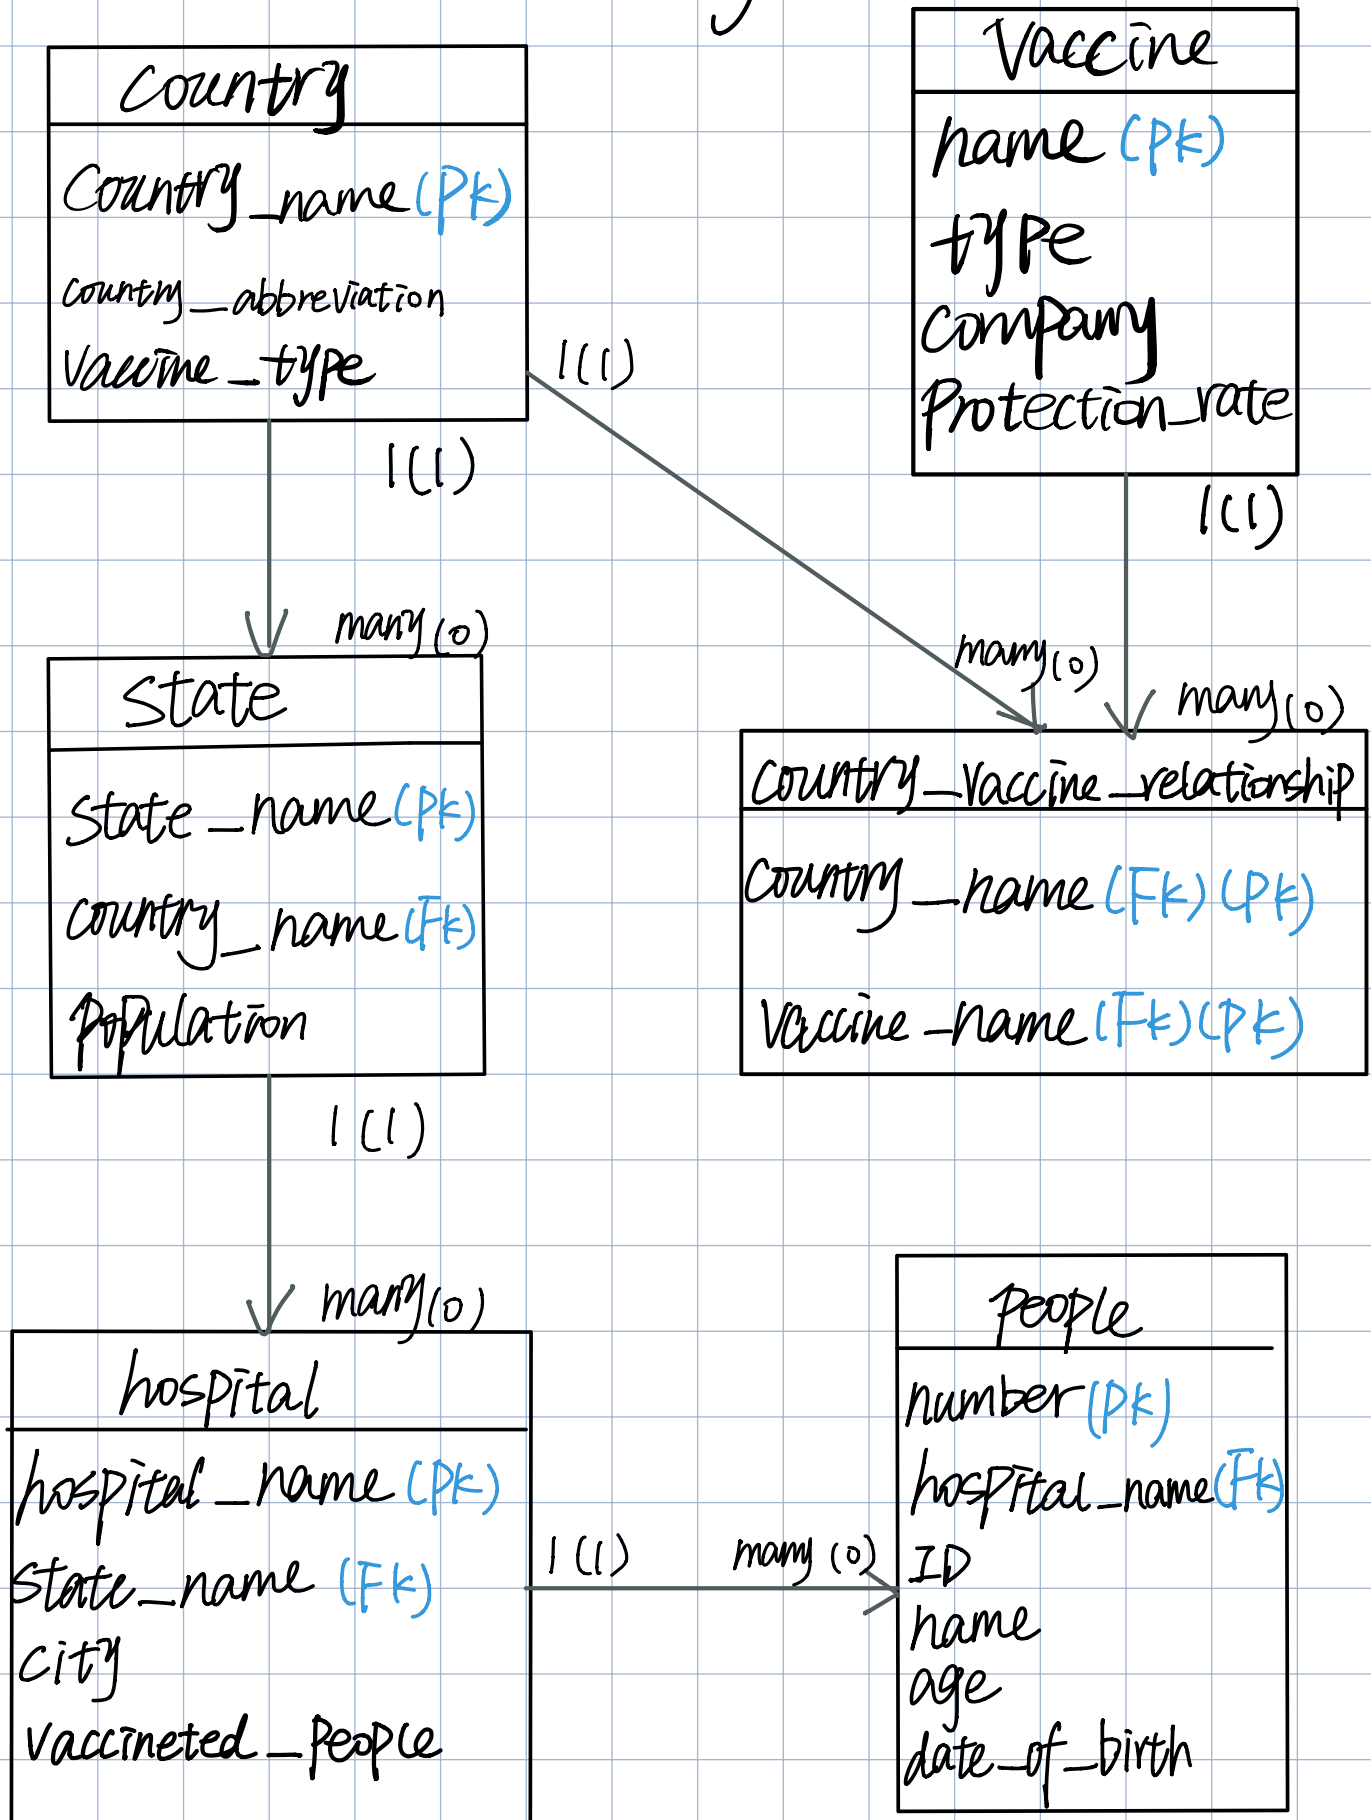 Country
Country_name (PK)
country_abbreviation
Vaccine_type
1(1)
1(1)
Vaccine
name (PK)
type
Company
Protection_rate
1(1)
many(0)
many(0)
many(0)
State
State_name (PK)
Country_name (FK)
Population
1(1)
Country_Vaccine_relationship
Country_name (FK) (PK)
Vaccine_name (FK) (PK)
many(0)
hospital
hospital_name (PK)
State_name (FK)
City
Vaccineted_People
1(1)
many(0)
People
number (PK)
hospital_name (FK)
ID
name
age
date_of_birth